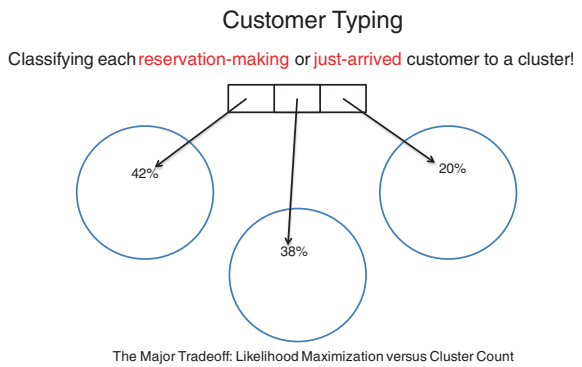 Customer Typing
Classifying each reservation-making or just-arrived customer to a cluster!
42%
20%
38%
The Major Tradeoff: Likelihood Maximization versus Cluster Count